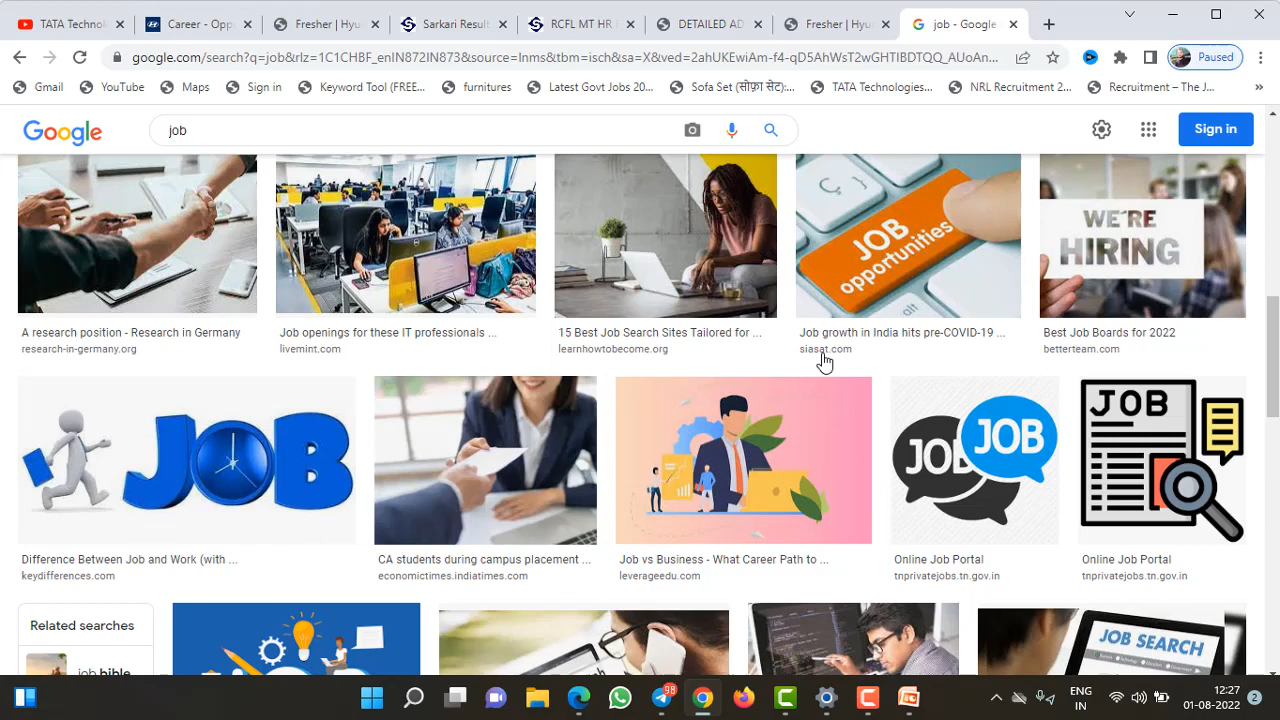 TATA Technol
Career - Opp
Fresher | Hyu
Sarkari Result
RCFL MT HR
DETAILED AD
Fresher | Hyu
job - Google
google.com/search?q=job&rlz=1C1CHBF_enIN872IN873&source=lnms&tbm=isch&sa=X&ved=2ahUKEwiAm-f4-qD5AhWsT2wGHTIBDTQQ_AUoAn...
Paused
Gmail
YouTube
Maps
Sign in
Keyword Tool (FREE...
furnitures
Latest Govt Jobs 20...
Sofa Set (सोफ़ा सेट):...
TATA Technologies...
NRL Recruitment 2...
Recruitment – The J...
»
Google
job
Sign in
JOB
opportunities
alt
WE'RE
HIRING
A research position - Research in Germany
research-in-germany.org
Job openings for these IT professionals ...
livemint.com
15 Best Job Search Sites Tailored for ...
learnhowtobecome.org
Job growth in India hits pre-COVID-19 ...
siasat.com
Best Job Boards for 2022
betterteam.com
JOB
JOB
JOB
JOB
Difference Between Job and Work (with ...
keydifferences.com
CA students during campus placement ...
economictimes.indiatimes.com
Job vs Business - What Career Path to ...
leverageedu.com
Online Job Portal
tnprivatejobs.tn.gov.in
Online Job Portal
tnprivatejobs.tn.gov.in
Related searches
job bible
JOB SEARCH
98
ENG
IN
12:27
01-08-2022
2